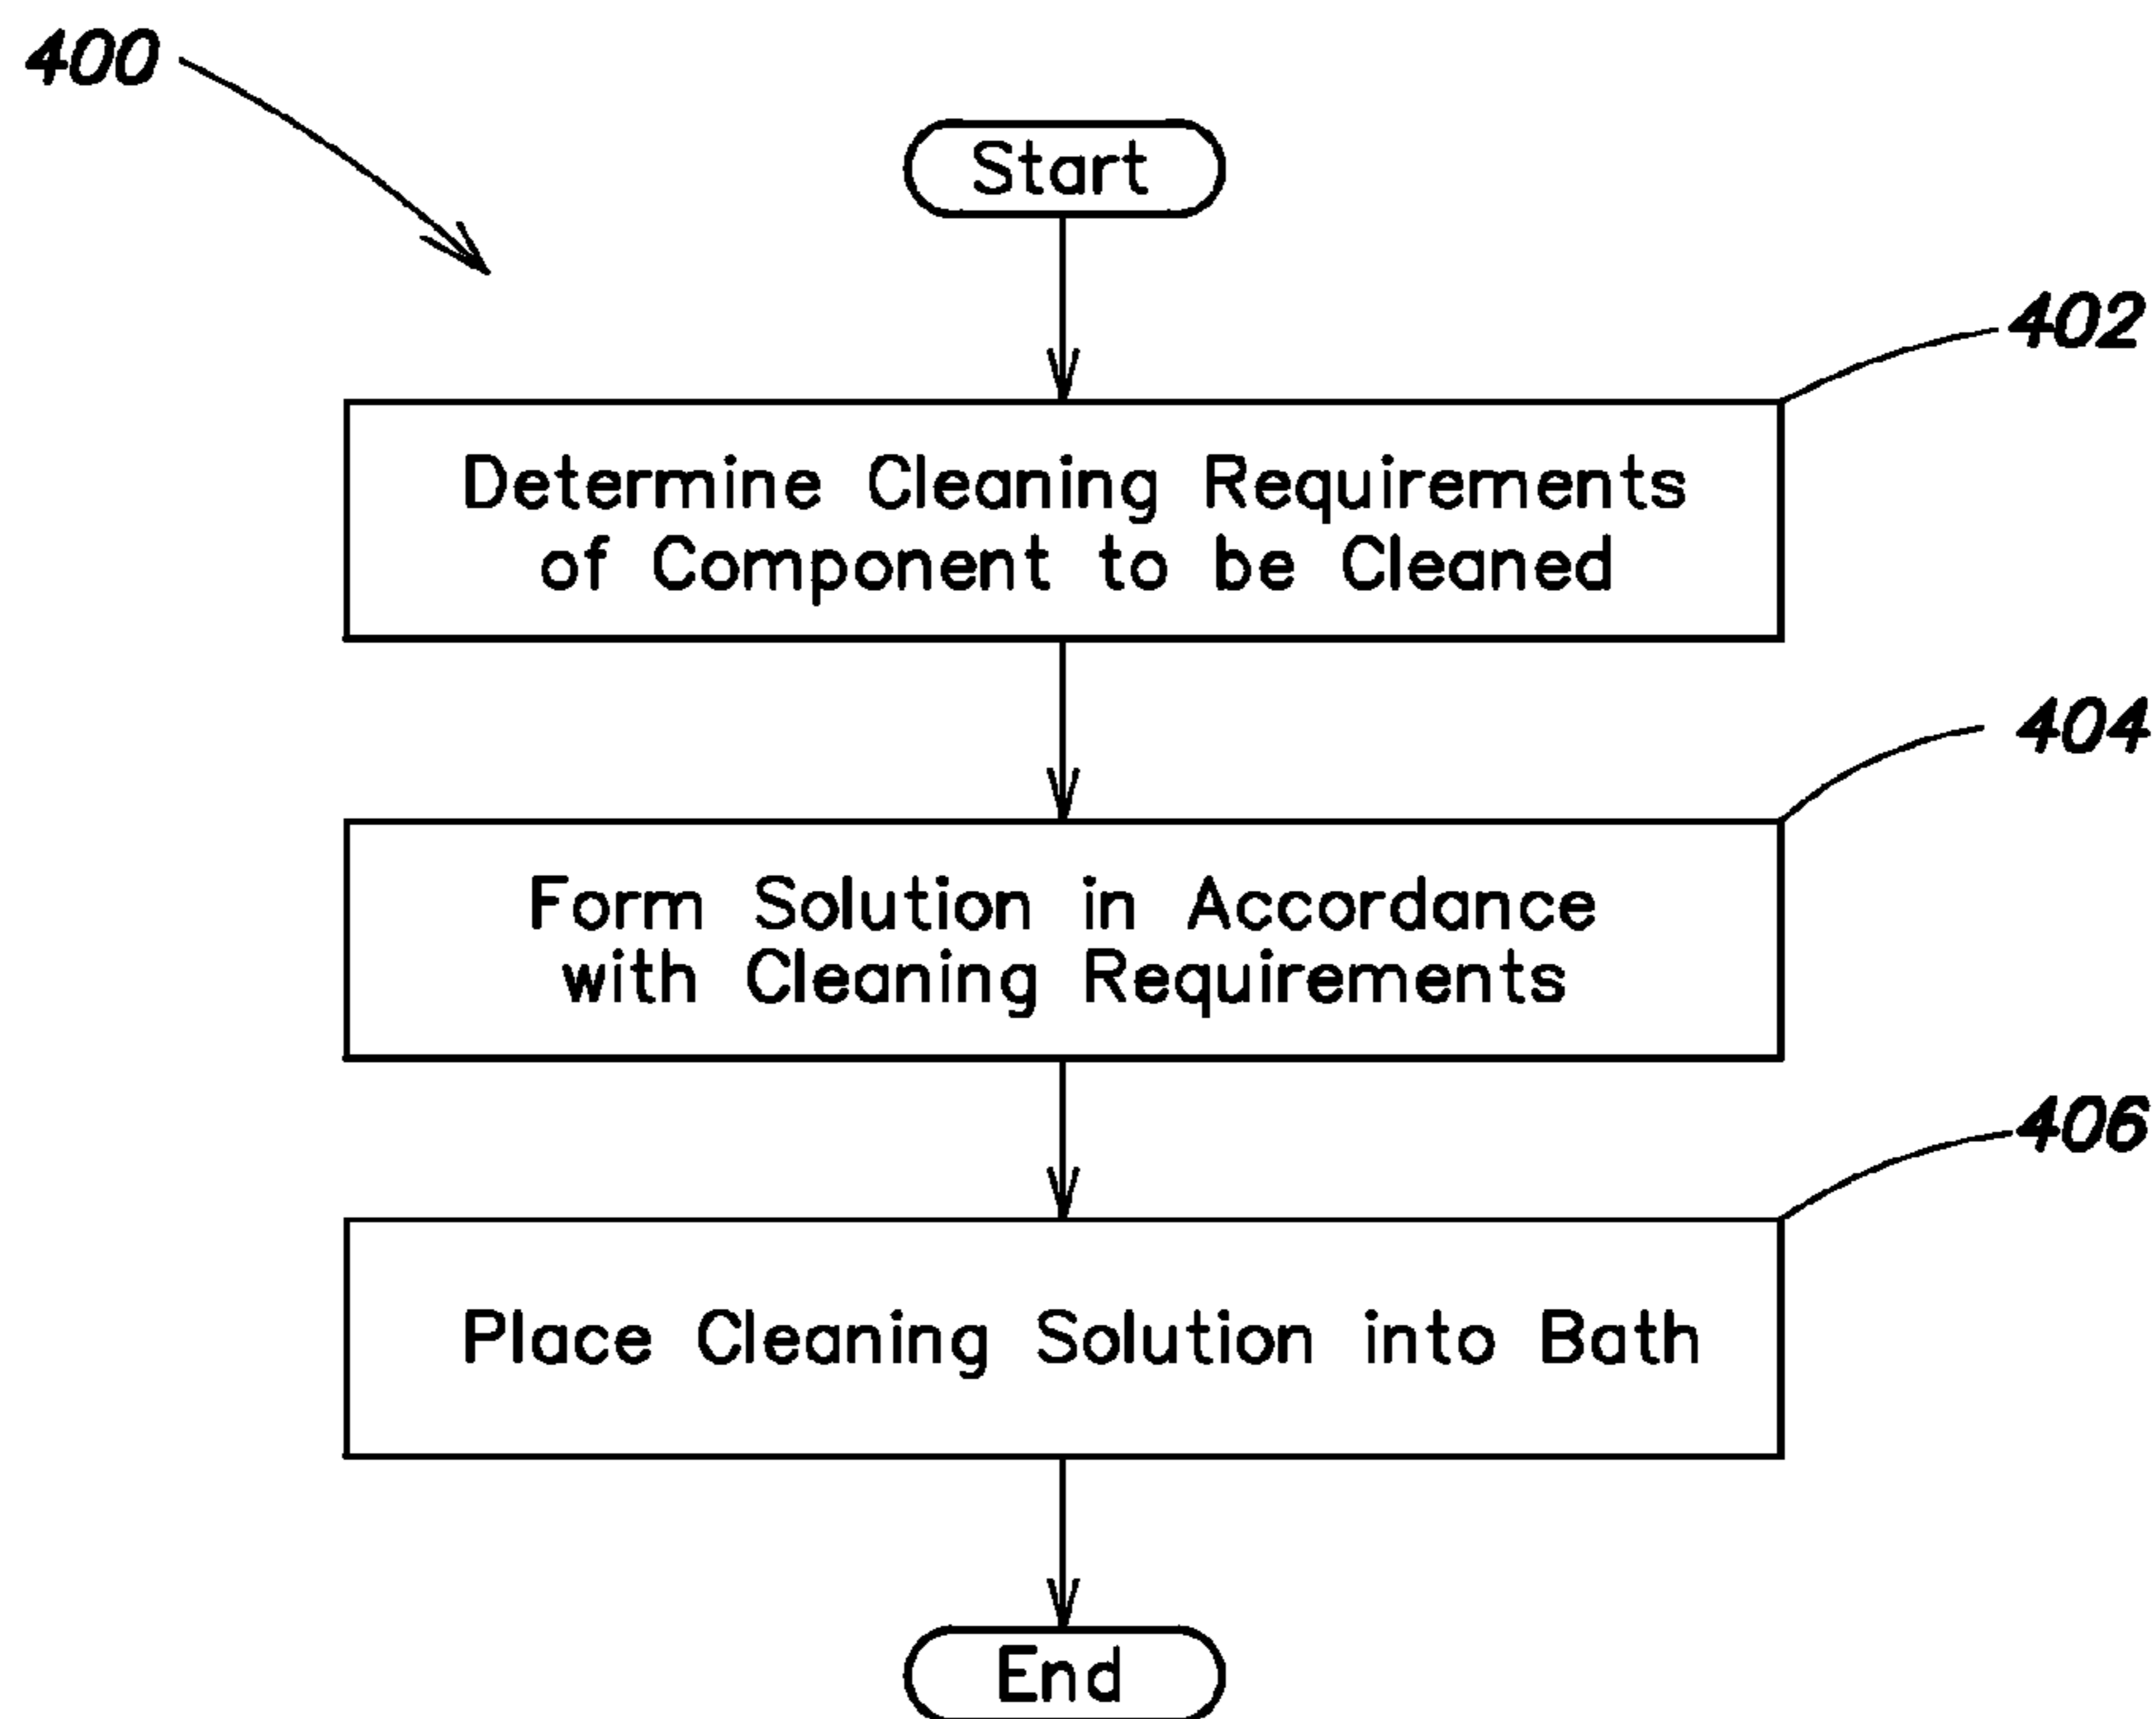 400
Start
402
Determine Cleaning Requirements
of Component to be Cleaned
404
Form Solution in Accordance
with Cleaning Requirements
406
Place Cleaning Solution into Bath
End